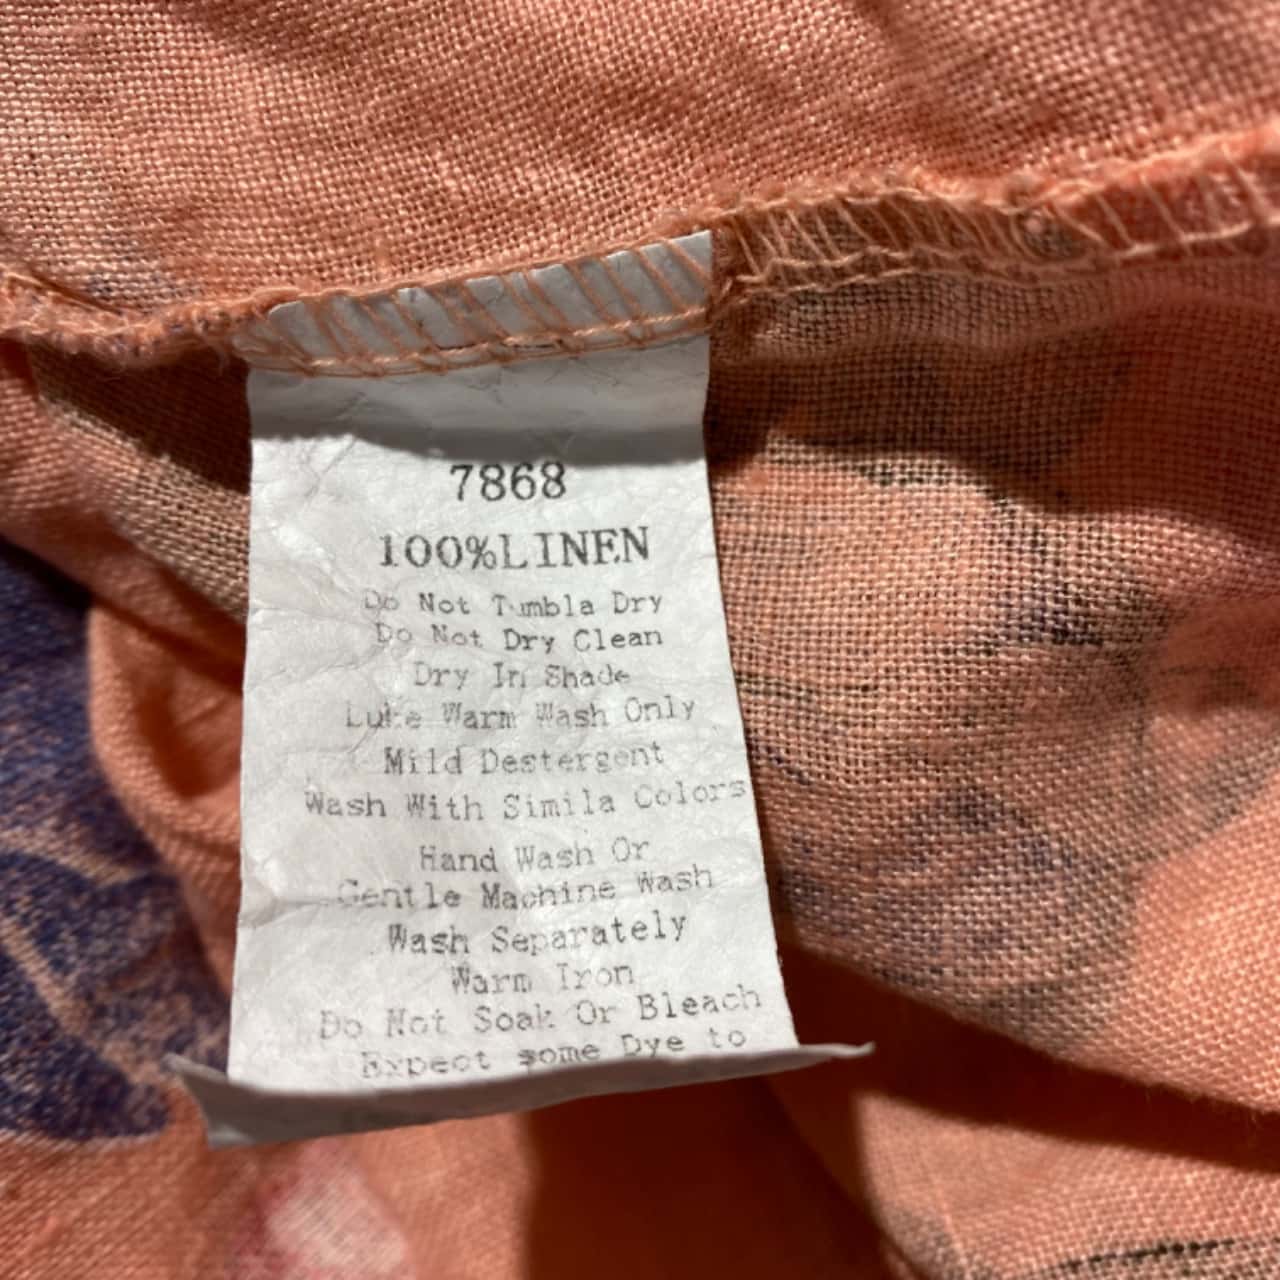 7868
100%LINEN
Do Not Tumbla Dry
Do Not Dry Clean
Dry In Shade
Luke Warm Wash Only
Mild Destergent
Wash With Simila Colors
Hand Wash Or
Gentle Machine Wash
Wash Separately
Warm Iron
Do Not Soak Or Bleach
Expect some Dye to